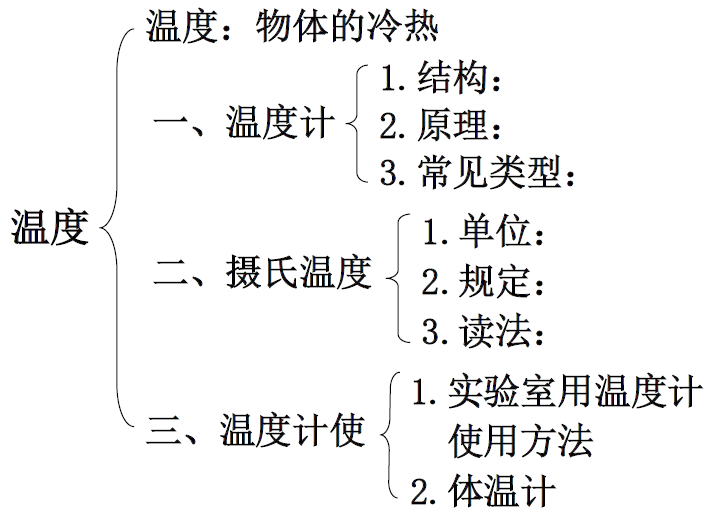 温度
温度：物体的冷热
一、温度计
1.结构：
2.原理：
3.常见类型：
二、摄氏温度
1.单位：
2.规定：
3.读法：
三、温度计使
1.实验室用温度计
使用方法
2.体温计